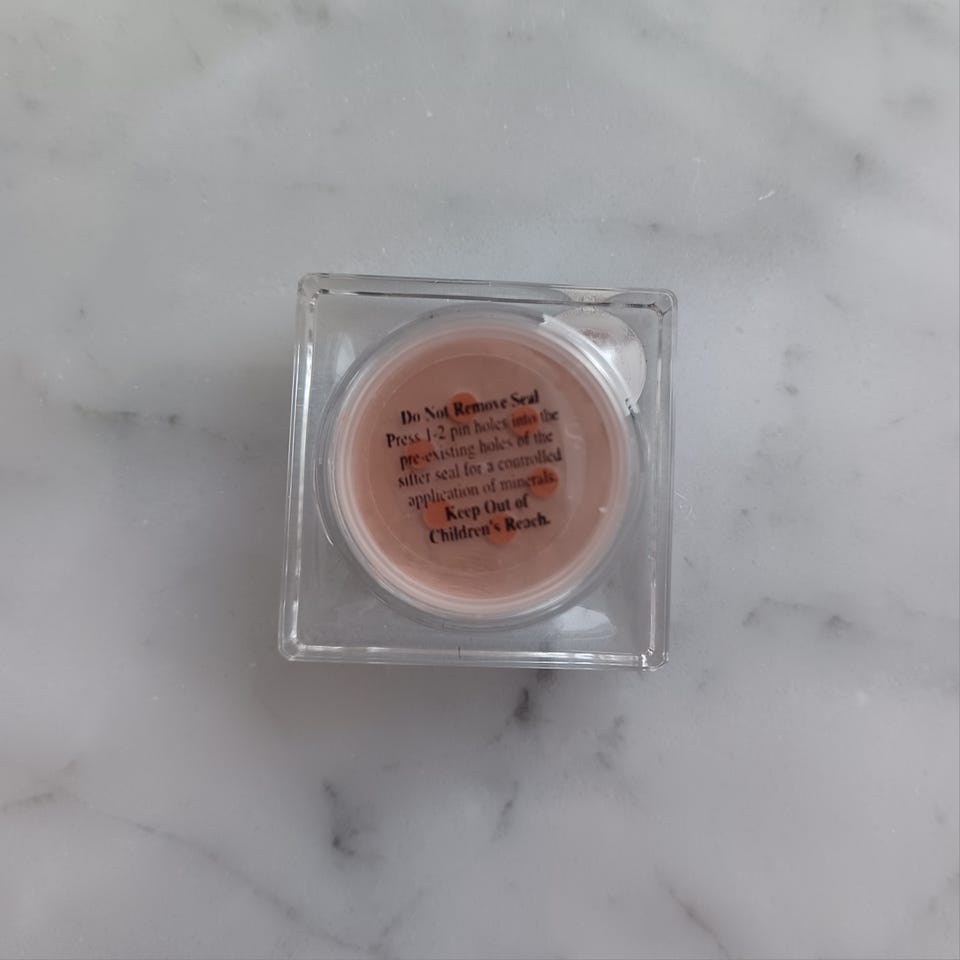 Do Not Remove Seal
Press 1-2 pin holes into the
pre-existing holes of the
sifter seal for a controlled
application of minerals.
Keep Out of
Children's Reach.